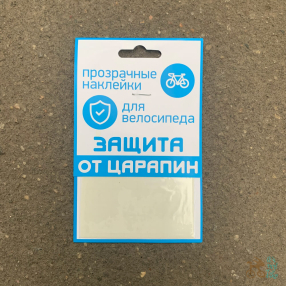 прозрачные
наклейки
для
велосипеда
ЗАЩИТА
ОТ ЦАРАПИН